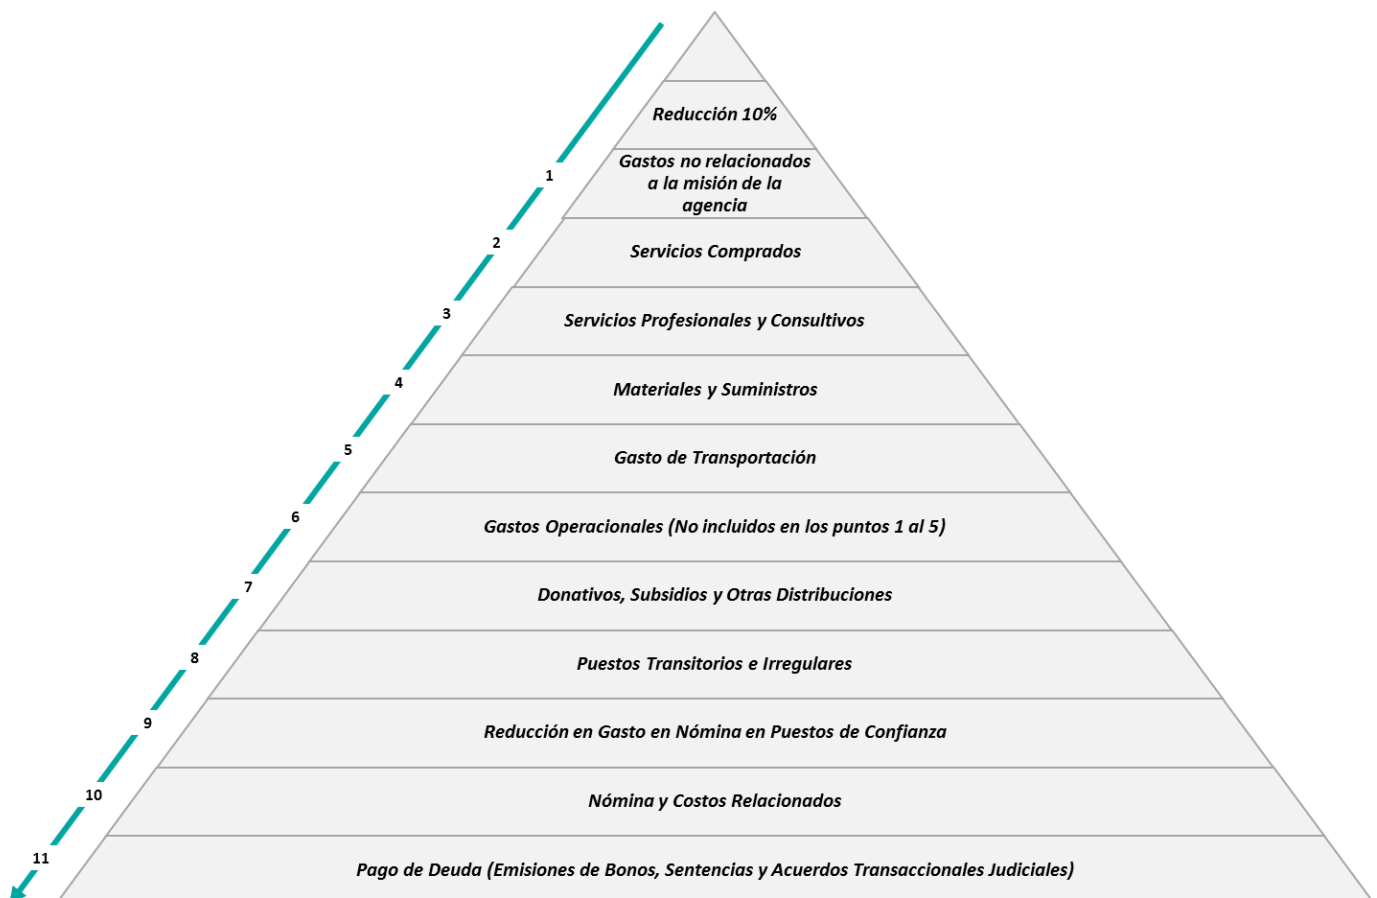 Reducción 10%
Gastos no relacionados
a la misión de la
agencia
1
Servicios Comprados
2
Servicios Profesionales y Consultivos
3
Materiales y Suministros
4
Gasto de Transportación
5
Gastos Operacionales (No incluidos en los puntos 1 al 5)
6
Donativos, Subsidios y Otras Distribuciones
7
Puestos Transitorios e Irregulares
8
Reducción en Gasto en Nómina en Puestos de Confianza
9
Nómina y Costos Relacionados
10
Pago de Deuda (Emisiones de Bonos, Sentencias y Acuerdos Transaccionales Judiciales)
11